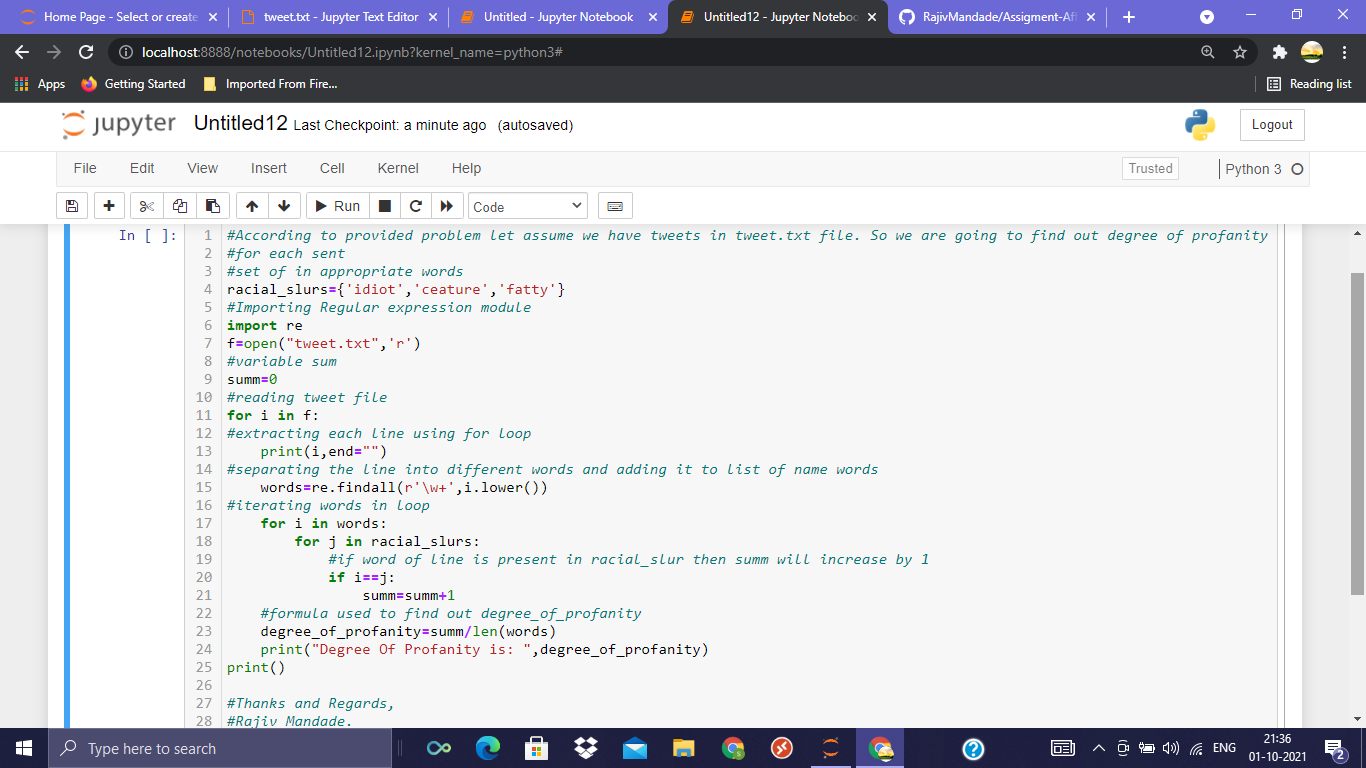 Home Page - Select or create
tweet.txt - Jupyter Text Editor
Untitled - Jupyter Notebook
Untitled12 - Jupyter Noteboo
RajivMandade/Assigment-Aff
localhost:8888/notebooks/Untitled12.ipynb?kernel_name=python3#
Apps
Getting Started
Imported From Fire...
Reading list
jupyter
Untitled12 Last Checkpoint: a minute ago (autosaved)
Logout
File Edit View Insert Cell Kernel Help
Trusted
Python 3
Run
Code
In [ ]:
1 #According to provided problem let assume we have tweets in tweet.txt file. So we are going to find out degree of profanity
2 #for each sent
3 #set of in appropriate words
4 racial_slurs={'idiot','ceature','fatty'}
5 #Importing Regular expression module
6 import re
7 f=open("tweet.txt",'r')
8 #variable sum
9 summ=0
10 #reading tweet file
11 for i in f:
12 #extracting each line using for loop
13     print(i,end="")
14 #separating the line into different words and adding it to list of name words
15     words=re.findall(r'\w+',i.lower())
16 #iterating words in loop
17     for i in words:
18         for j in racial_slurs:
19             #if word of line is present in racial_slur then summ will increase by 1
20             if i==j:
21                 summ=summ+1
22     #formula used to find out degree_of_profanity
23     degree_of_profanity=summ/len(words)
24     print("Degree Of Profanity is: ",degree_of_profanity)
25 print()
26
27 #Thanks and Regards,
28 #Rajiv Mandade.
Type here to search
ENG
21:36
01-10-2021
2